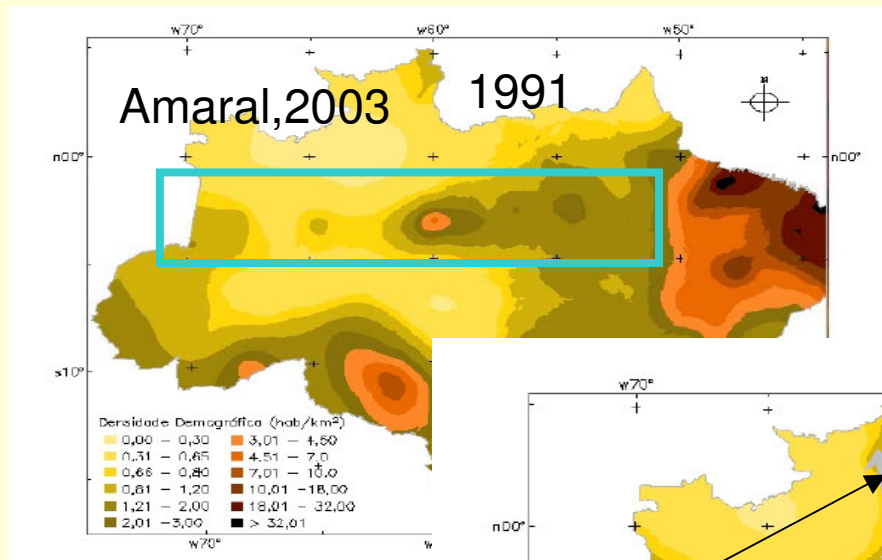 w70° w60° w50°
Amaral,2003 1991
n00° n00°
s10°
Densidade Demográfica (hab/km²)
0,00 – 0,30 3,01 – 4,50
0,31 – 0,65 4,51 – 7,0
0,66 – 0,80 7,01 – 10,0
0,81 – 1,20 10,01 –18,00
1,21 – 2,00 18,01 – 32,00
2,01 –3,00 > 32,01
w70°
w70°
n00°